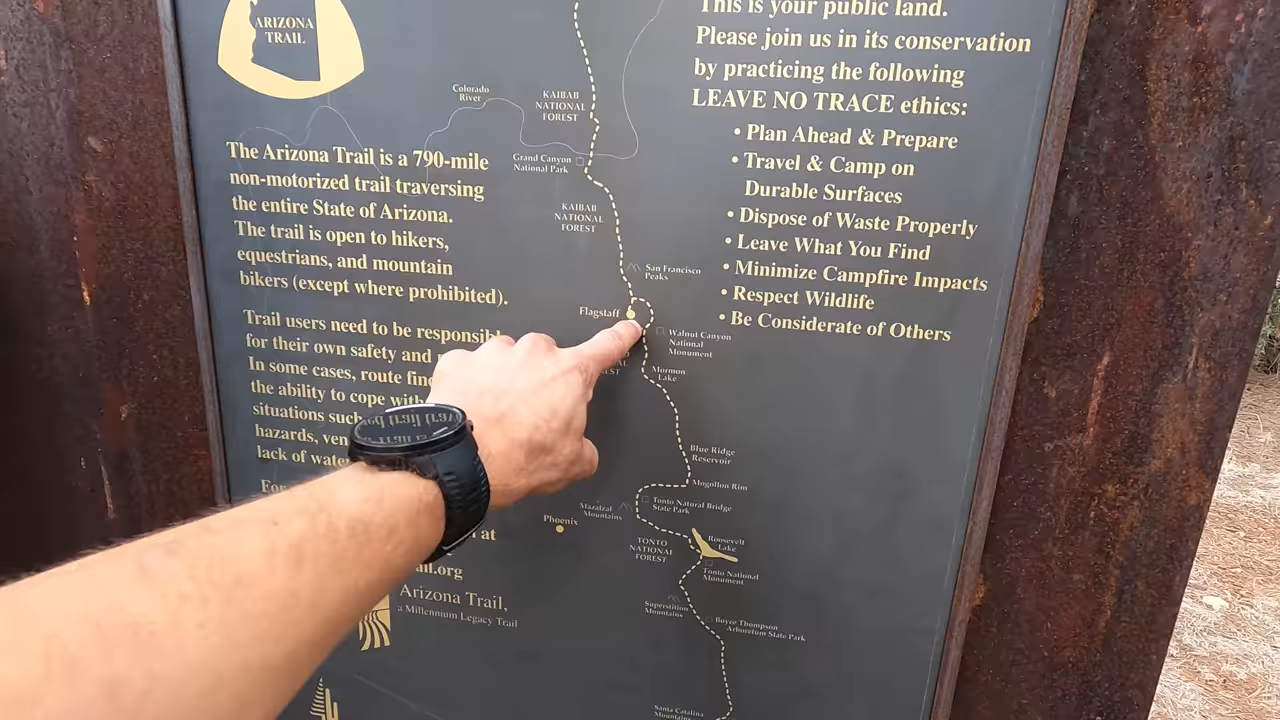 ARIZONA
TRAIL
The Arizona Trail is a 790-mile
non-motorized trail traversing
the entire State of Arizona.
The trail is open to hikers,
equestrians, and mountain
bikers (except where prohibited).
Trail users need to be
for their own safety and
In some cases, route
the ability to cope with
situations such
hazards,
lack of
at
Arizona Trail,
a Millennium Legacy Trail
Colorado
River
KAIBAB
NATIONAL
FOREST
Grand Canyon
National Park
KAIBAB
NATIONAL
FOREST
San Francisco
Peaks
Flagstaff
Walnut Canyon
National
Monument
Mormon
Lake
Blue Ridge
Reservoir
Mogollon Rim
Tonto Natural Bridge
State Park
Mazatzal
Mountains
Phoenix
TONTO
NATIONAL
FOREST
Roosevelt
Lake
Tonto National
Monument
Superstition
Mountains
Boyce Thompson
Arboretum State Park
Santa Catalina
Mountains
This is your public land.
Please join us in its conservation
by practicing the following
LEAVE NO TRACE ethics:
• Plan Ahead & Prepare
• Travel & Camp on
Durable Surfaces
• Dispose of Waste Properly
• Leave What You Find
• Minimize Campfire Impacts
• Respect Wildlife
• Be Considerate of Others